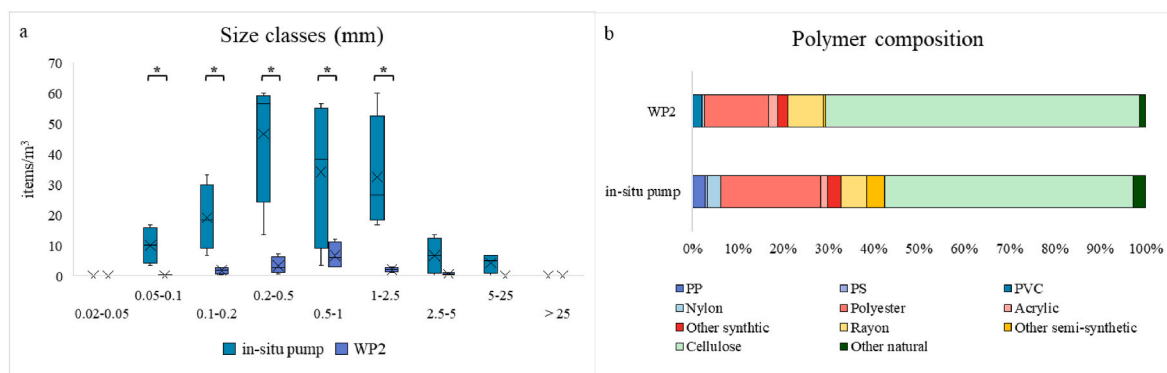 a
Size classes (mm)
70
60
50
40
30
20
10
0
items/m³
* * * * *
0.05-0.1 0.2-0.5 1-2.5 5-25
0.02-0.05 0.1-0.2 0.5-1 2.5-5 > 25
in-situ pump WP2
b
Polymer composition
WP2
in-situ pump
0% 10% 20% 30% 40% 50% 60% 70% 80% 90% 100%
PP PS PVC
Nylon Polyester Acrylic
Other synthtic Rayon Other semi-synthetic
Cellulose Other natural